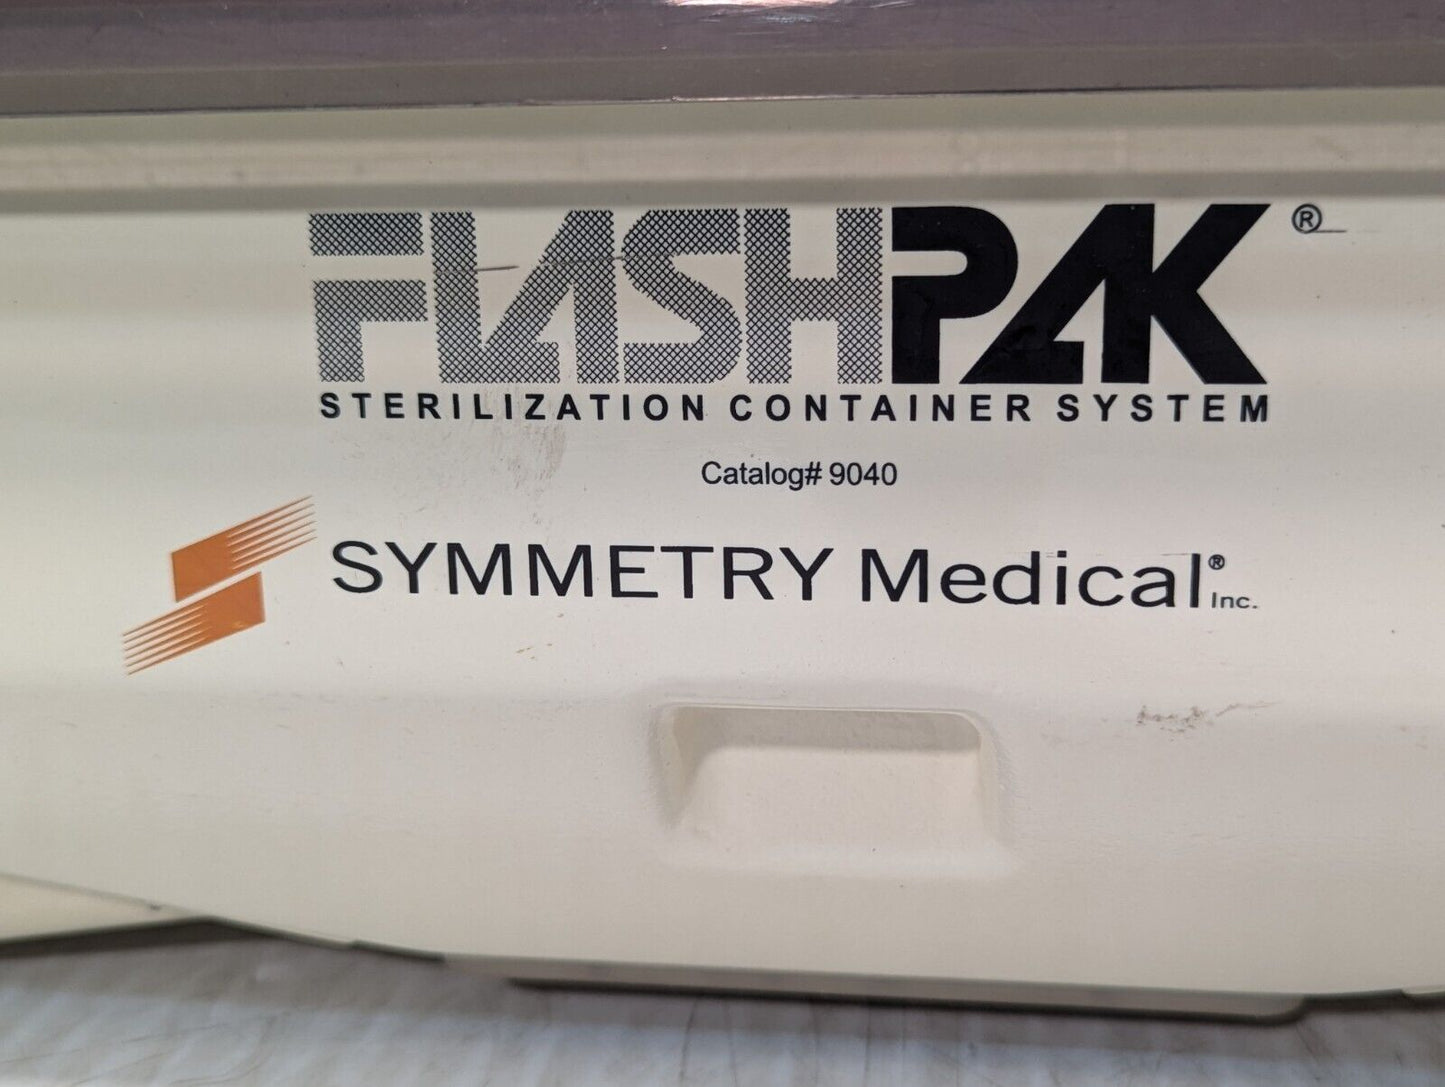 FLASHPAK®
STERILIZATION CONTAINER SYSTEM
Catalog# 9040
SYMMETRY Medical® Inc.